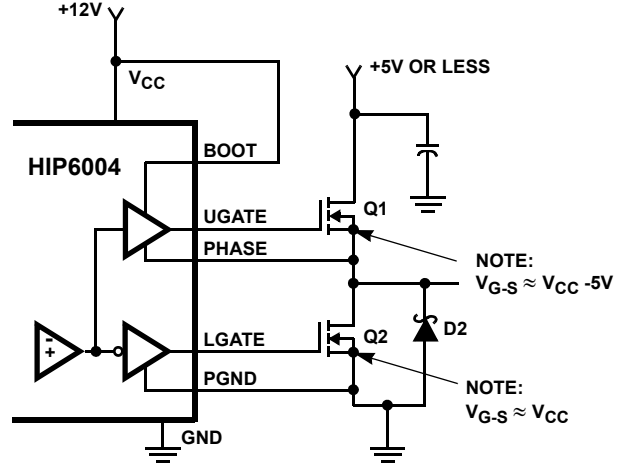 +12V
VCC
+5V OR LESS
HIP6004
BOOT
UGATE
Q1
PHASE
NOTE:
VG-S ≈ VCC -5V
- +
LGATE
Q2
D2
PGND
NOTE:
VG-S ≈ VCC
GND